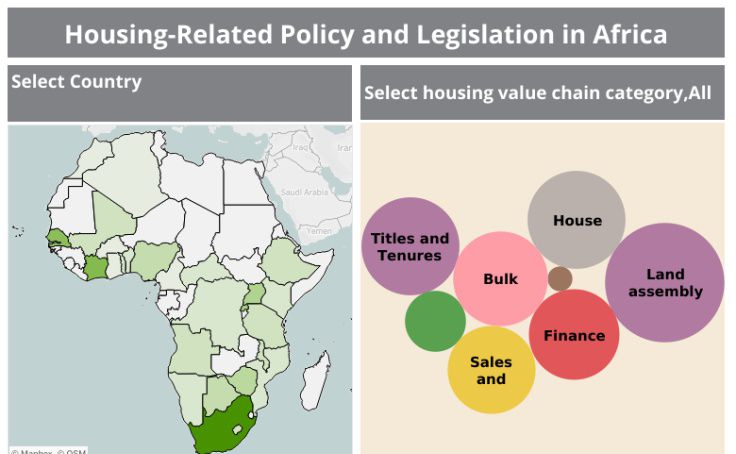 Housing-Related Policy and Legislation in Africa
Select Country
Select housing value chain category,All
Iraq
Iran
Saudi Arabia
Yemen
© Mapbox © OSM
Titles and
Tenures
House
Bulk
Land
assembly
Finance
Sales
and